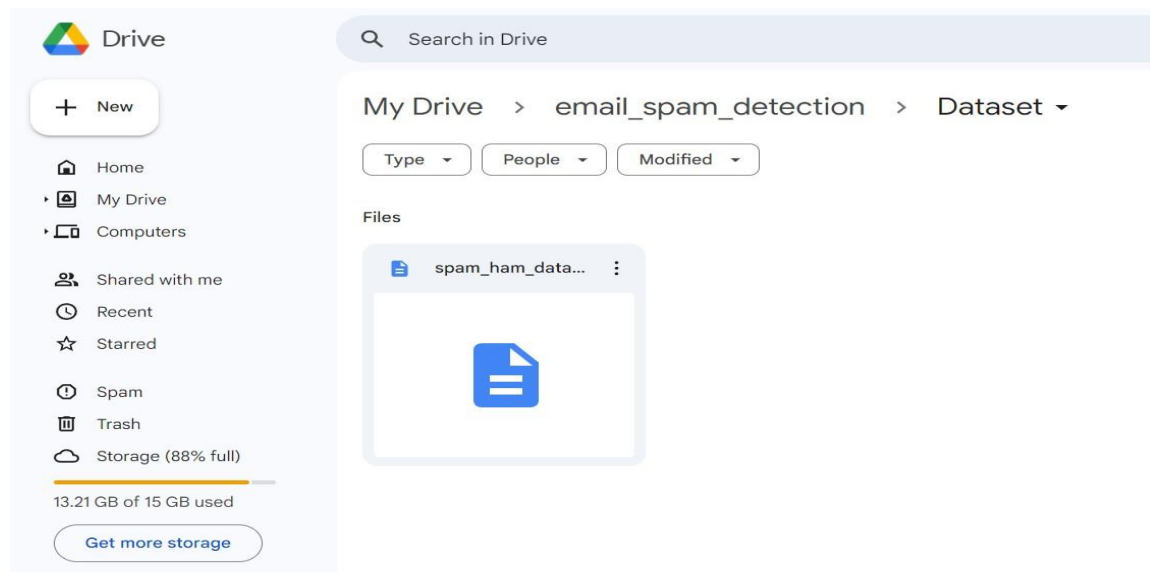 Drive
Search in Drive
New
My Drive > email_spam_detection > Dataset
Type
People
Modified
Home
My Drive
Computers
Files
spam_ham_data...
Shared with me
Recent
Starred
Spam
Trash
Storage (88% full)
13.21 GB of 15 GB used
Get more storage